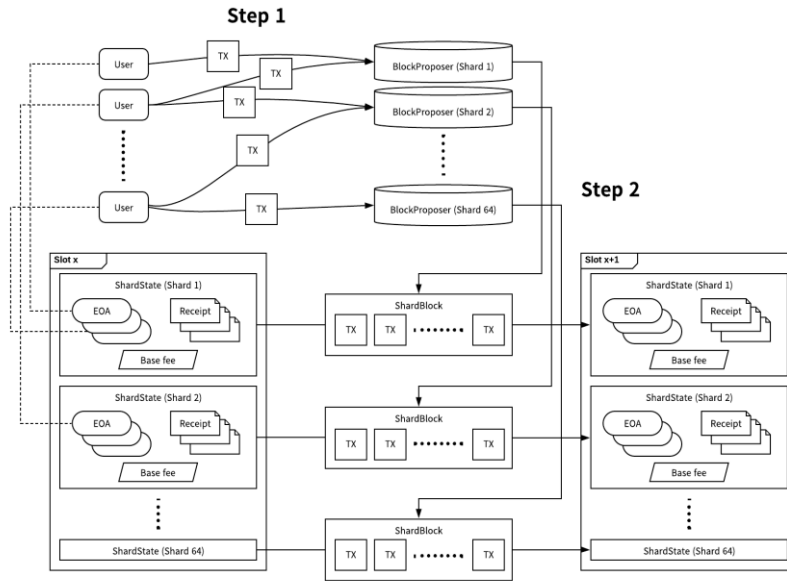 Step 1
User
TX
BlockProposer (Shard 1)
TX
User
TX
BlockProposer (Shard 2)
TX
Step 2
User
TX
BlockProposer (Shard 64)
Slot x
ShardState (Shard 1)
EOA
Receipt
Base fee
ShardState (Shard 2)
EOA
Receipt
Base fee
ShardState (Shard 64)
ShardBlock
TX TX TX
ShardBlock
TX TX TX
ShardBlock
TX TX TX
Slot x+1
ShardState (Shard 1)
EOA
Receipt
Base fee
ShardState (Shard 2)
EOA
Receipt
Base fee
ShardState (Shard 64)